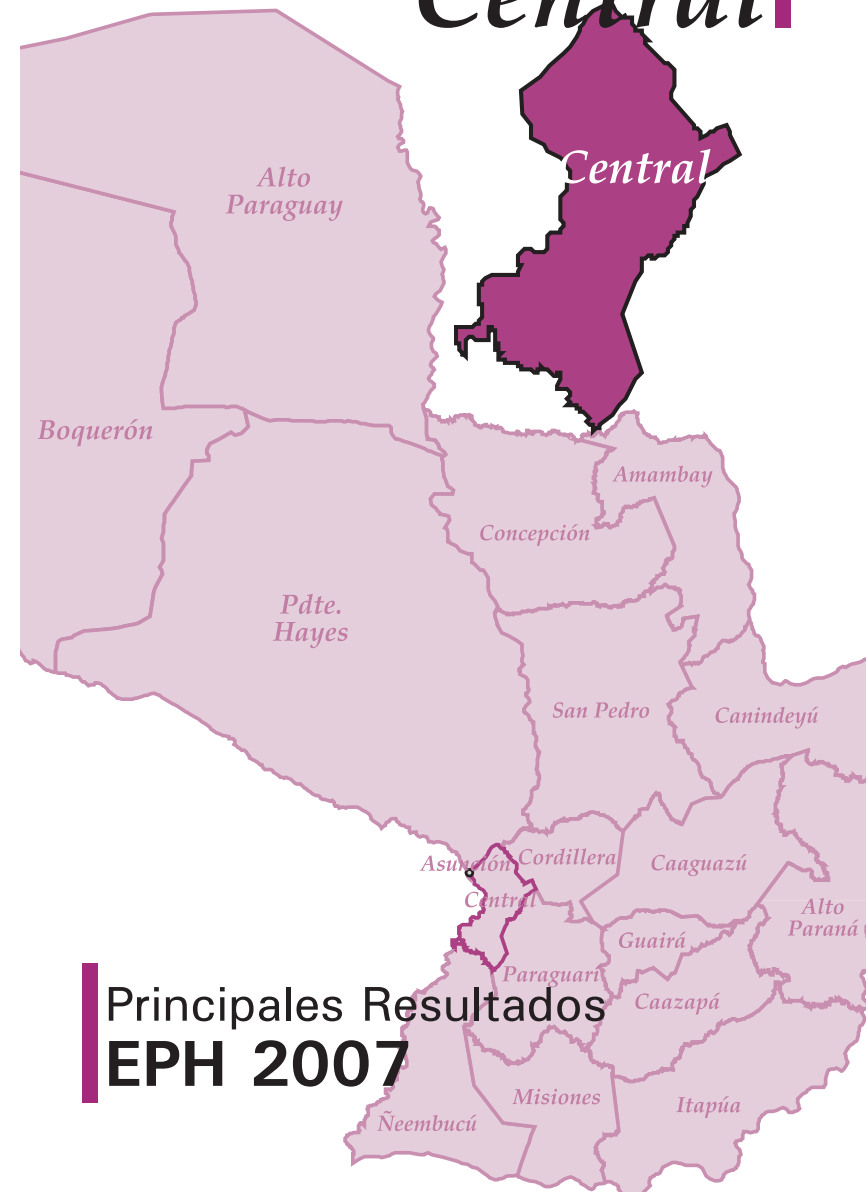 Central
Central
Alto
Paraguay
Boquerón
Amambay
Concepción
Pdte.
Hayes
San Pedro
Canindeyú
Asunción
Cordillera
Caaguazú
Central
Alto
Paraná
Guairá
Paraguarí
Caazapá
Principales Resultados
EPH 2007
Misiones
Itapúa
Ñeembucú